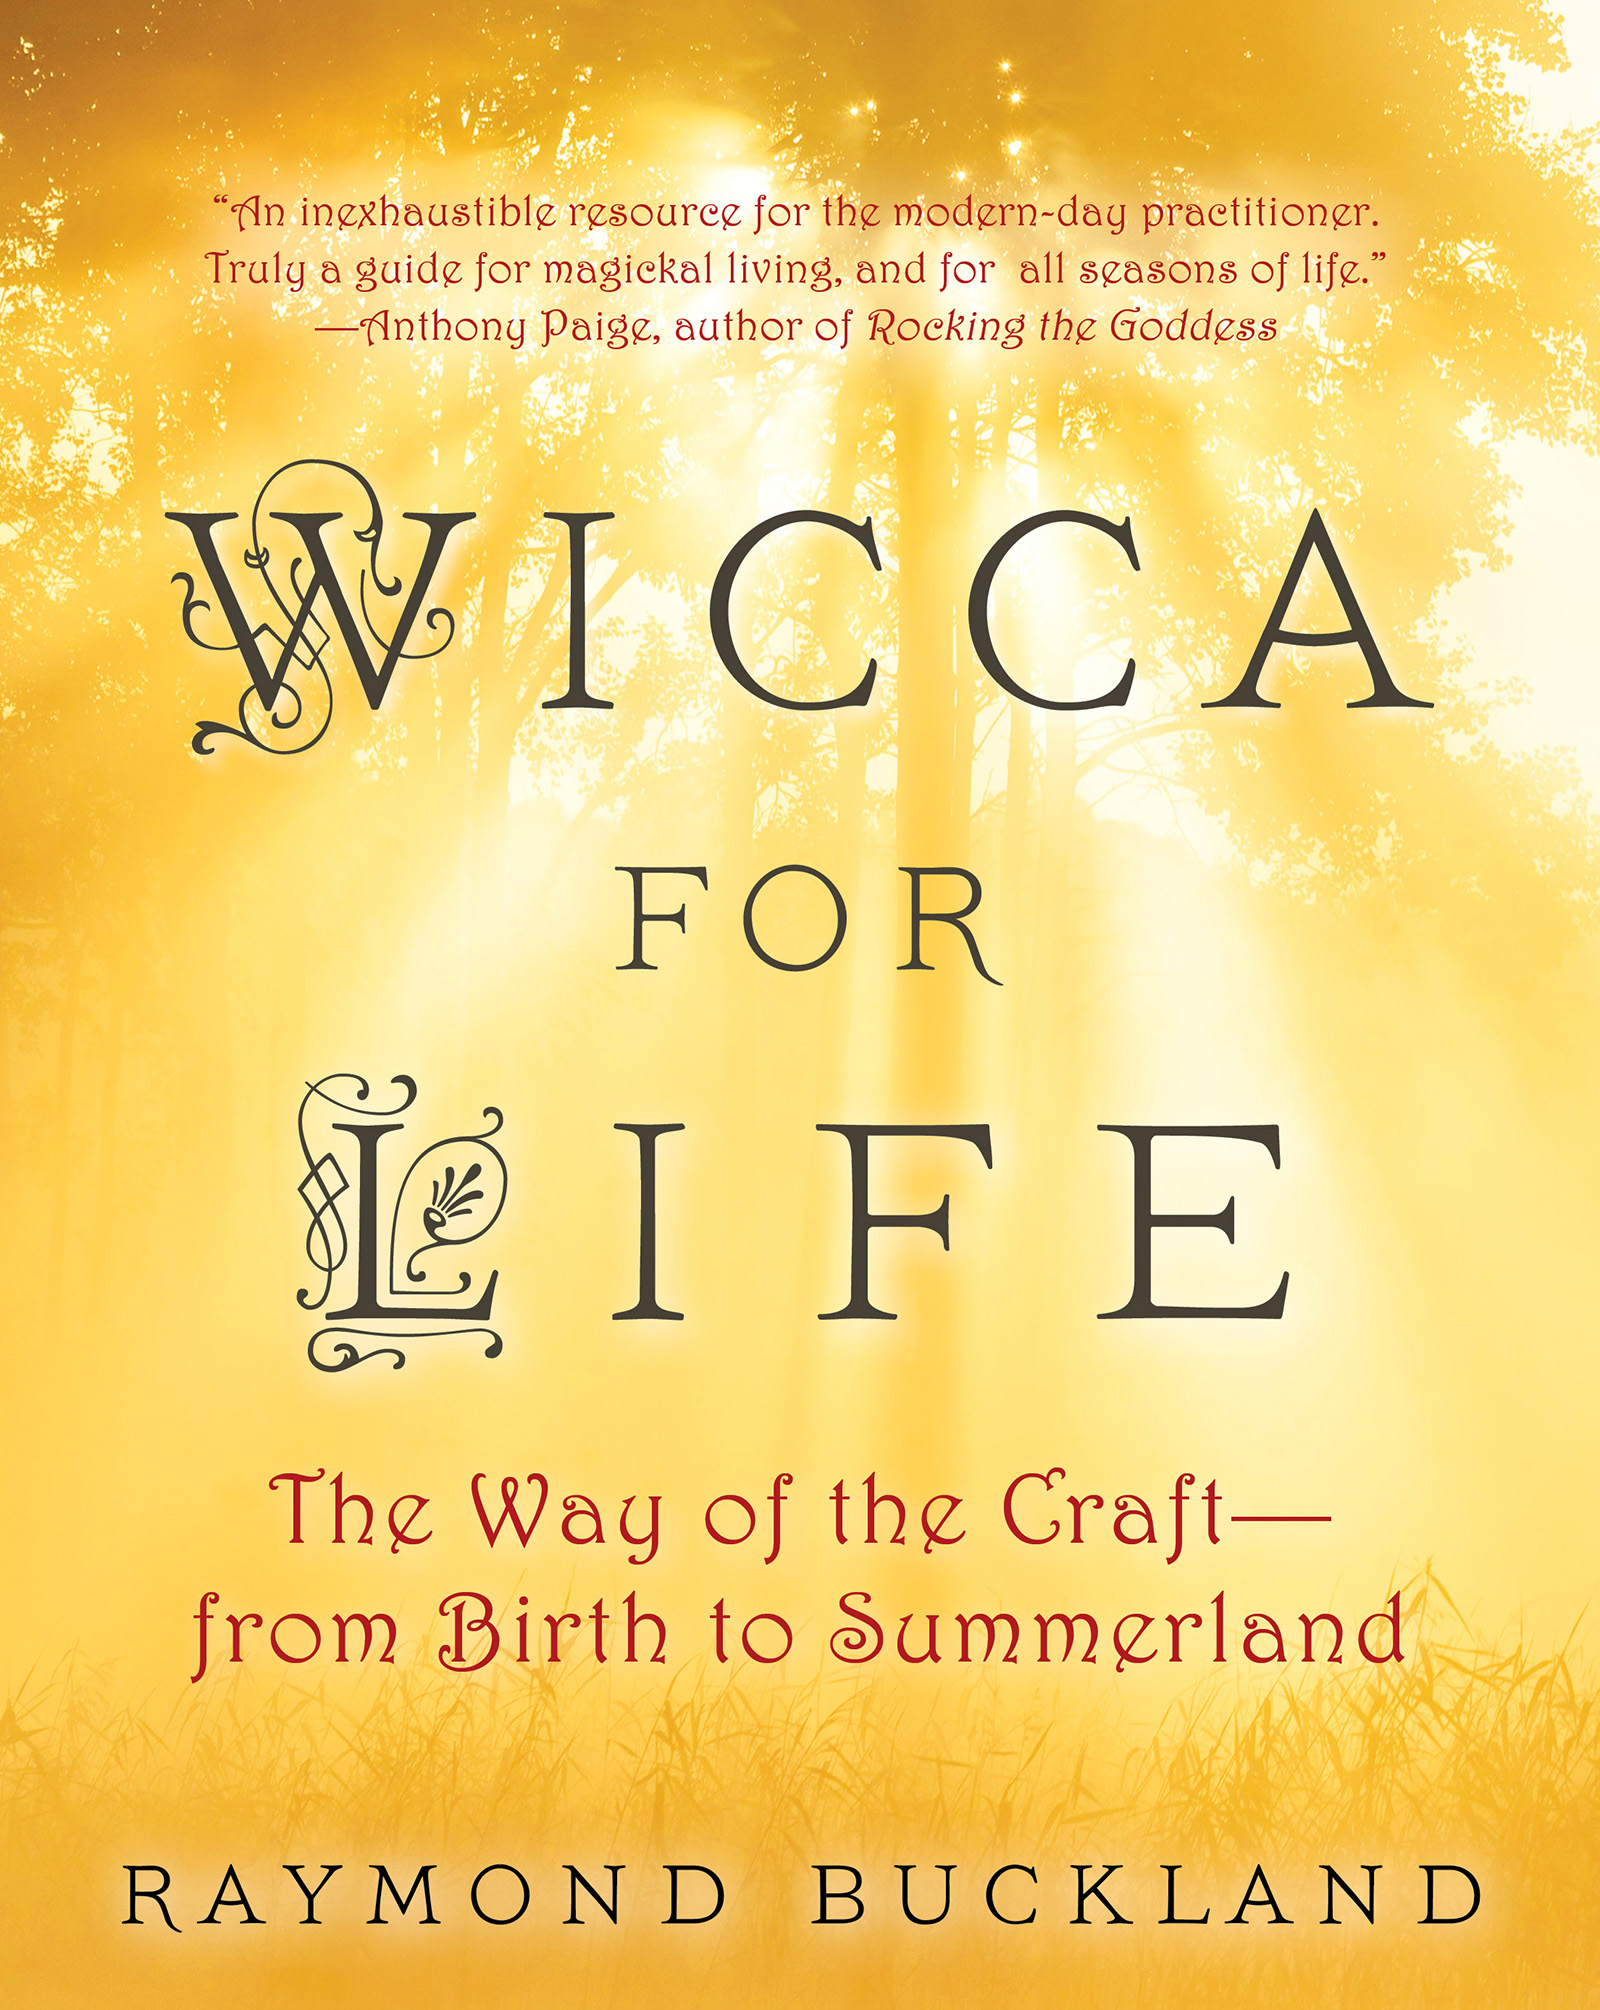 “An inexhaustible resource for the modern-day practitioner.
Truly a guide for magickal living, and for all seasons of life.”
—Anthony Paige, author of Rocking the Goddess
WICCA
FOR
LIFE
The Way of the Craft—
from Birth to Summerland
RAYMOND BUCKLAND